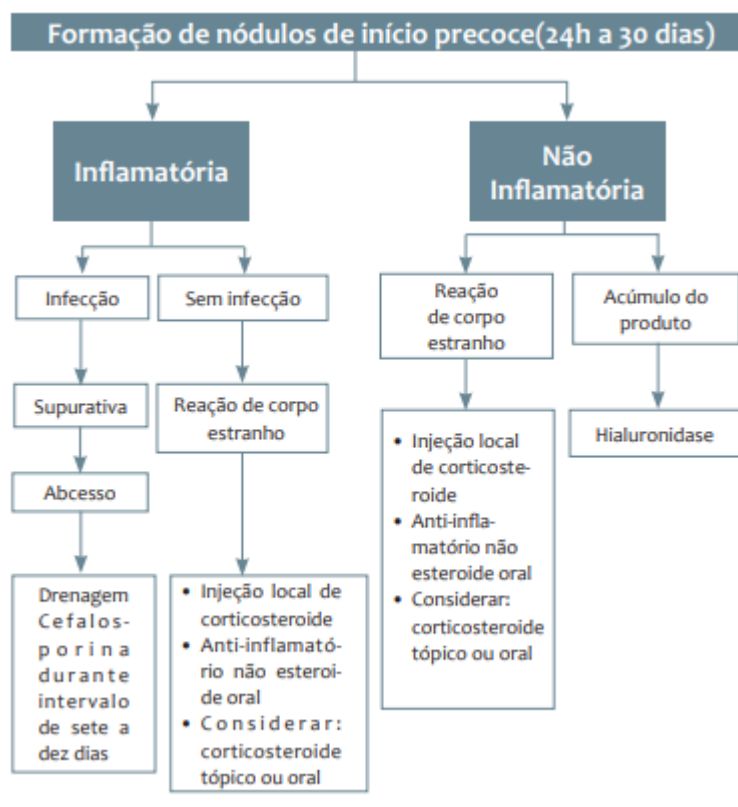 Formação de nódulos de início precoce(24h a 30 dias)
Inflamatória
Não
Inflamatória
Infecção
Sem infecção
Reação
de corpo
estranho
Acúmulo do
produto
Supurativa
Reação de corpo
estranho
• Injeção local
de corticoste-
roide
• Anti-infla-
matório não
esteroide oral
• Considerar:
corticosteroide
tópico ou oral
Hialuronidase
Abcesso
Drenagem
Cefalos-
porina
durante
intervalo
de sete a
dez dias
• Injeção local de
corticosteroide
• Anti-inflamató-
rio não esteroi-
de oral
• Considerar:
corticosteroide
tópico ou oral